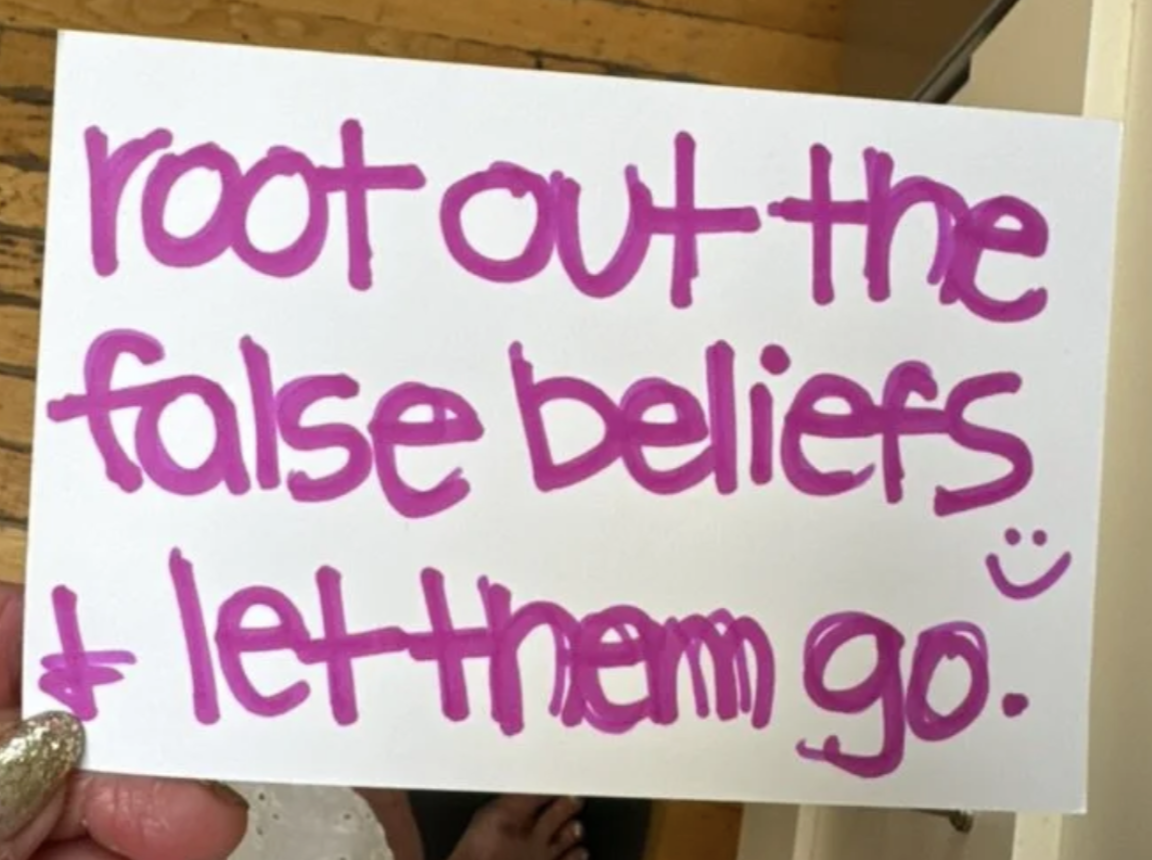 root out the
false beliefs
+ let them go.